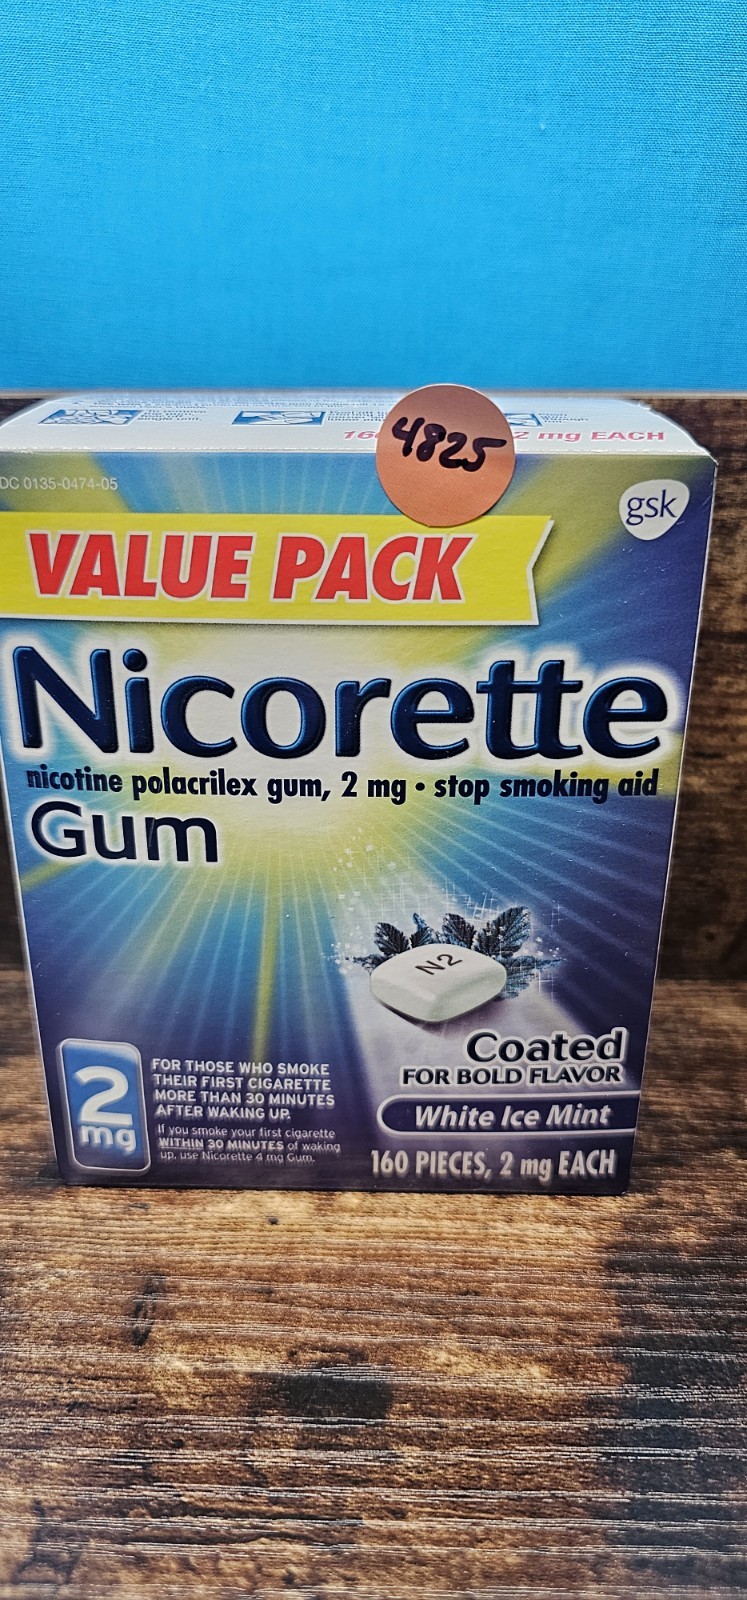 160
4825
2 mg EACH
DC 0135-0474-05
gsk
VALUE PACK
Nicorette
nicotine polacrilex gum, 2 mg • stop smoking aid
Gum
N2
Coated
FOR BOLD FLAVOR
White Ice Mint
160 PIECES, 2 mg EACH
2
mg
FOR THOSE WHO SMOKE
THEIR FIRST CIGARETTE
MORE THAN 30 MINUTES
AFTER WAKING UP.
If you smoke your first cigarette
WITHIN 30 MINUTES of waking
up, use Nicorette 4 mg Gum.